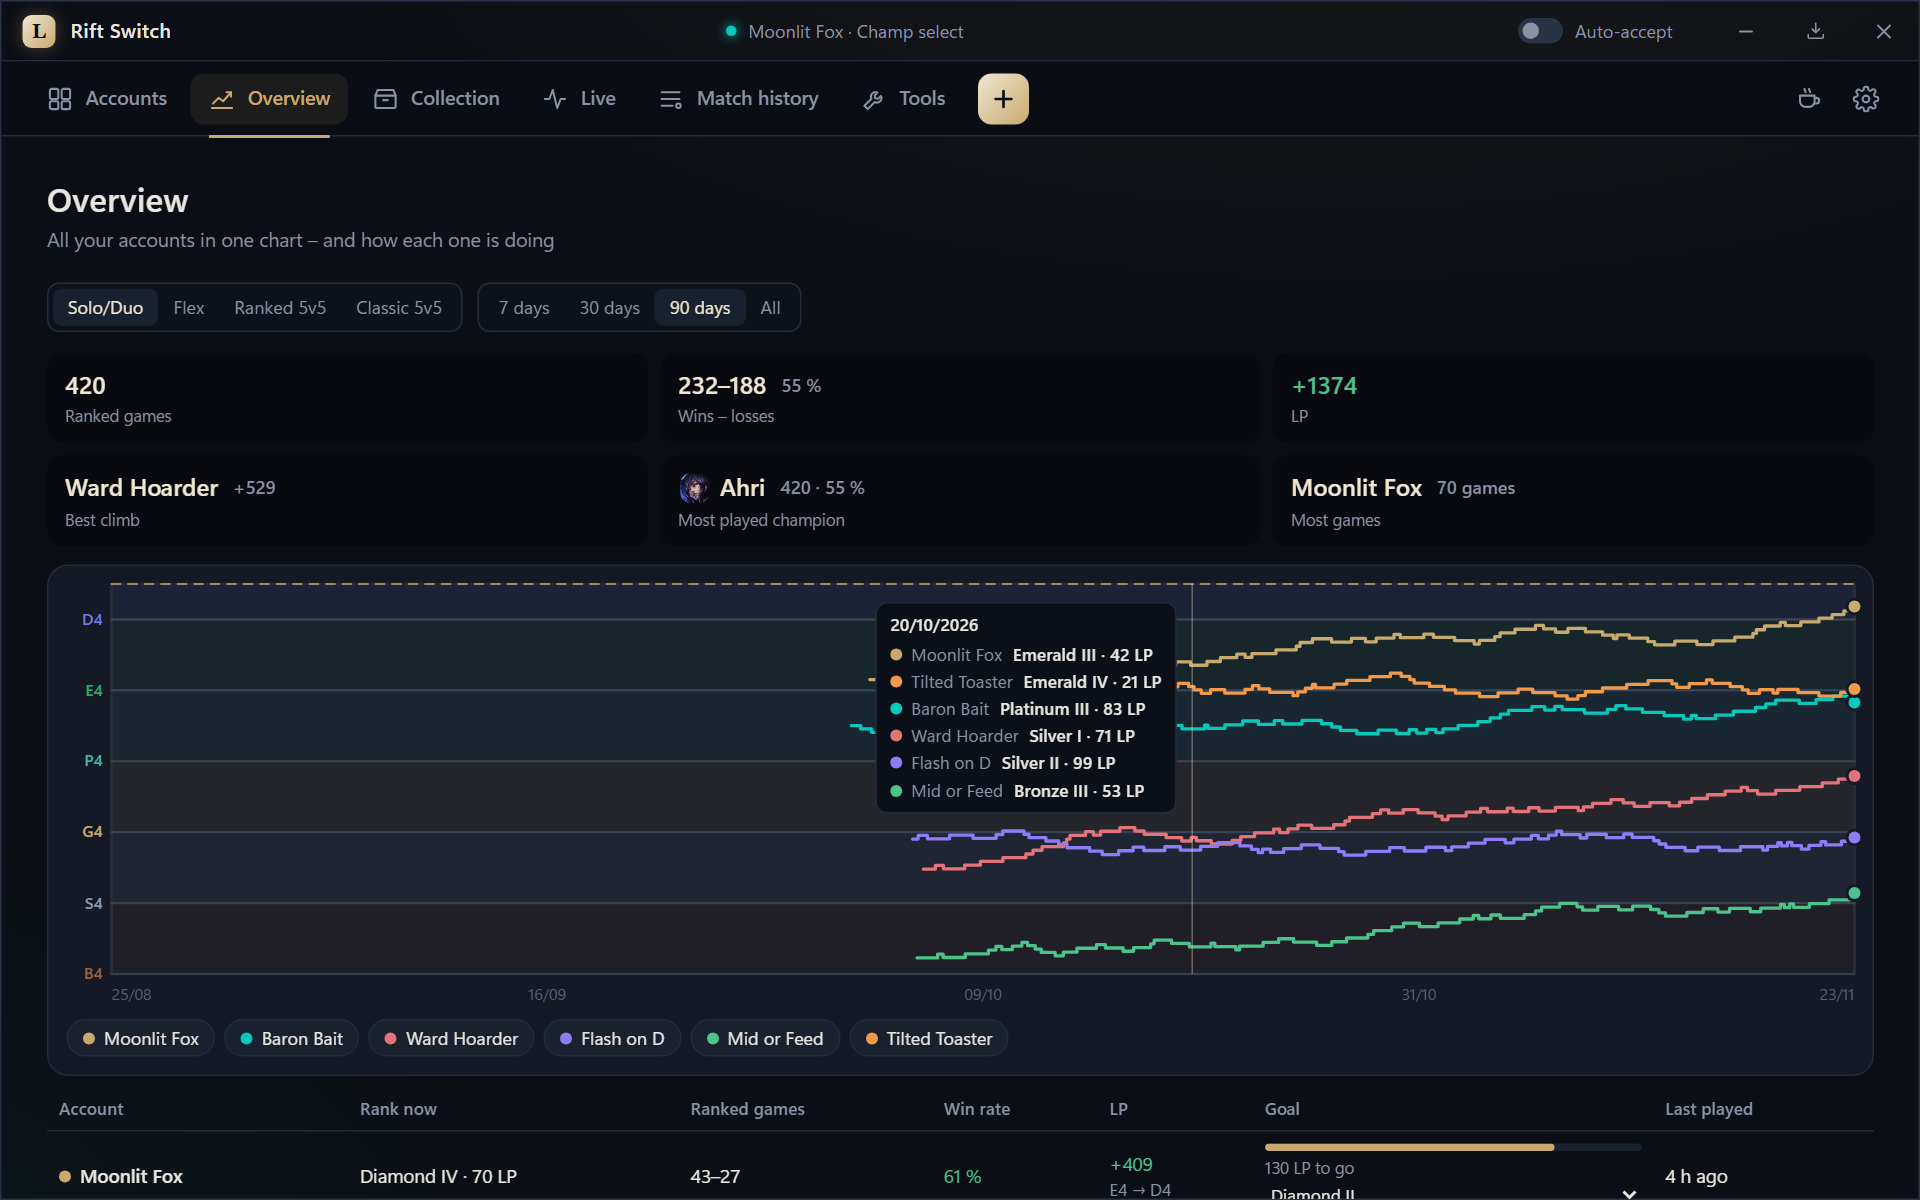 L Rift Switch
Moonlit Fox · Champ select
Auto-accept
Accounts
Overview
Collection
Live
Match history
Tools
+
Overview
All your accounts in one chart – and how each one is doing
Solo/Duo Flex Ranked 5v5 Classic 5v5
7 days 30 days 90 days All
420
Ranked games
232–188 55 %
Wins – losses
+1374
LP
Ward Hoarder +529
Best climb
Ahri 420 · 55 %
Most played champion
Moonlit Fox 70 games
Most games
D4
E4
P4
G4
S4
B4
20/10/2026
Moonlit Fox Emerald III · 42 LP
Tilted Toaster Emerald IV · 21 LP
Baron Bait Platinum III · 83 LP
Ward Hoarder Silver I · 71 LP
Flash on D Silver II · 99 LP
Mid or Feed Bronze III · 53 LP
25/08 16/09 09/10 31/10 23/11
Moonlit Fox Baron Bait Ward Hoarder Flash on D Mid or Feed Tilted Toaster
Account Rank now Ranked games Win rate LP Goal Last played
Moonlit Fox Diamond IV · 70 LP 43–27 61 % +409 130 LP to go 4 h ago
E4 → D4 Diamond II